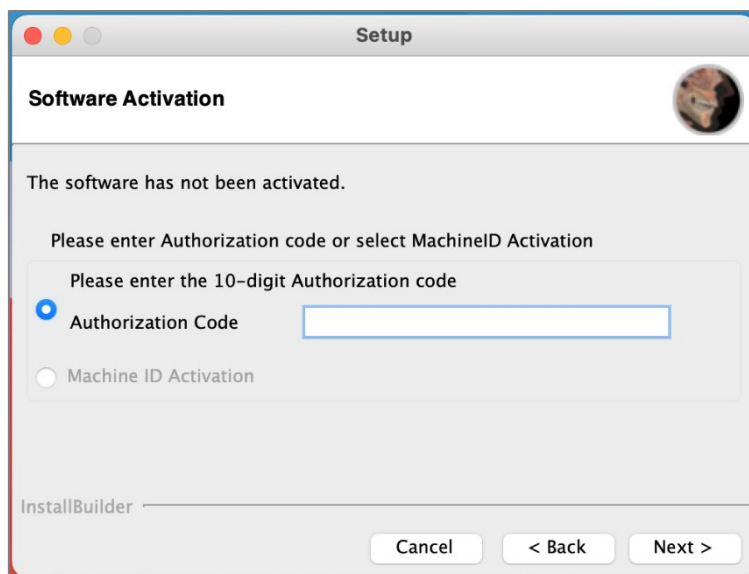 Setup
Software Activation
The software has not been activated.
Please enter Authorization code or select MachineID Activation
Please enter the 10-digit Authorization code
Authorization Code
Machine ID Activation
InstallBuilder
Cancel
< Back
Next >